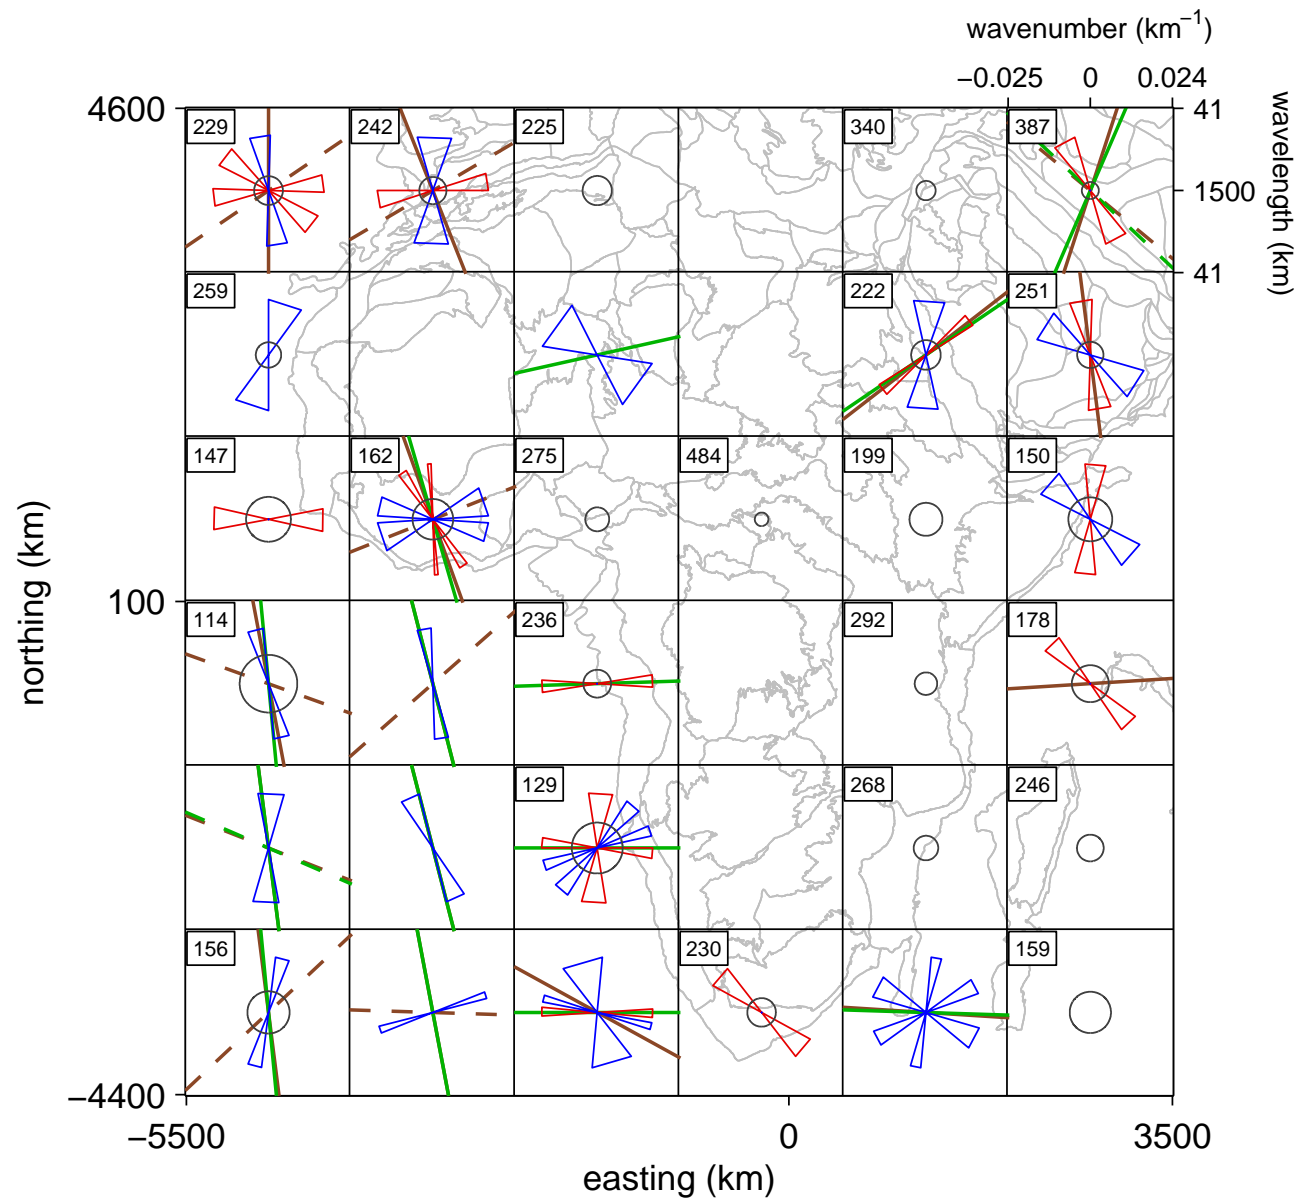 wavenumber (km⁻¹)
−0.025 0 0.024
4600
229 242 225 340 387
41
1500
41
wavelength (km)
259 222 251
147 162 275 484 199 150
northing (km)
100
114 236 292 178
129 268 246
156 230 159
−4400
−5500 0 3500
easting (km)